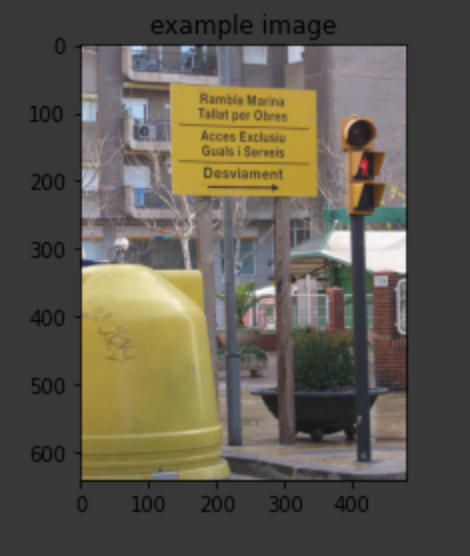 example image
0
100
200
300
400
500
600
Rambla Marina
Tallat per Obres
Acces Exclusiu
Guals i Serveis
Desviament
0 100 200 300 400